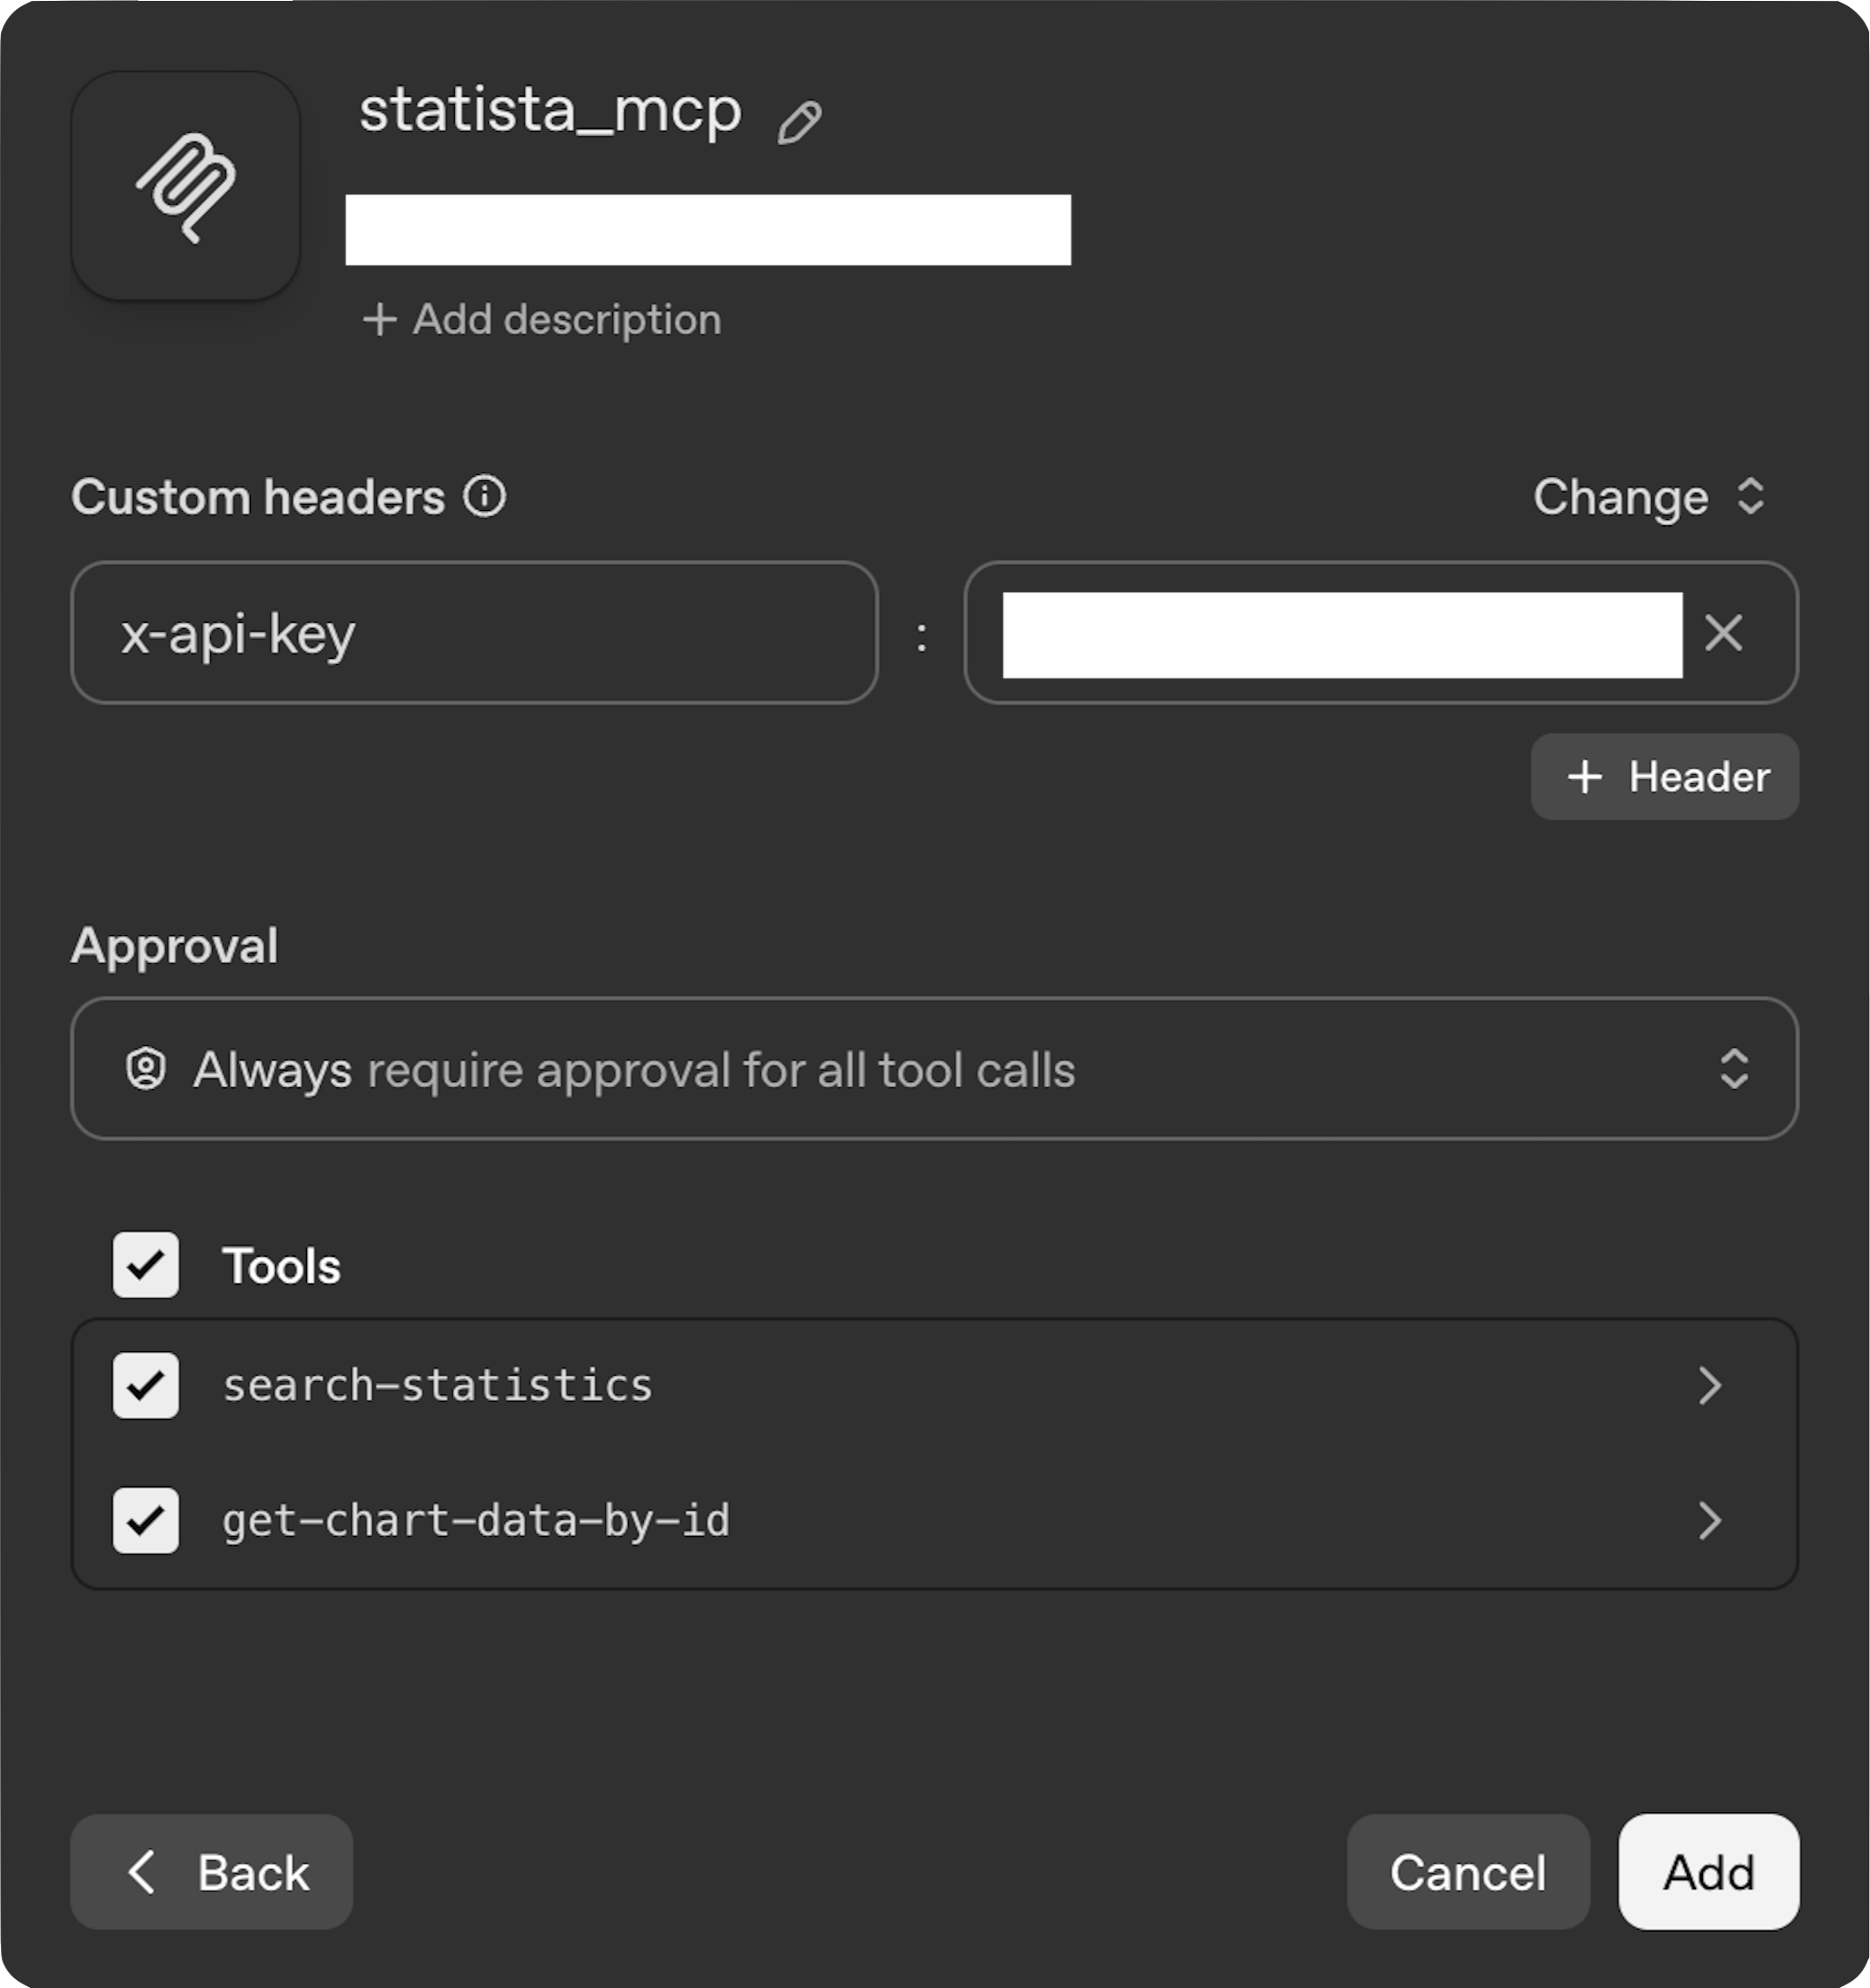 statista_mcp
+ Add description
Custom headers
Change
x-api-key :
+ Header
Approval
Always require approval for all tool calls
Tools
search-statistics
get-chart-data-by-id
Back
Cancel
Add